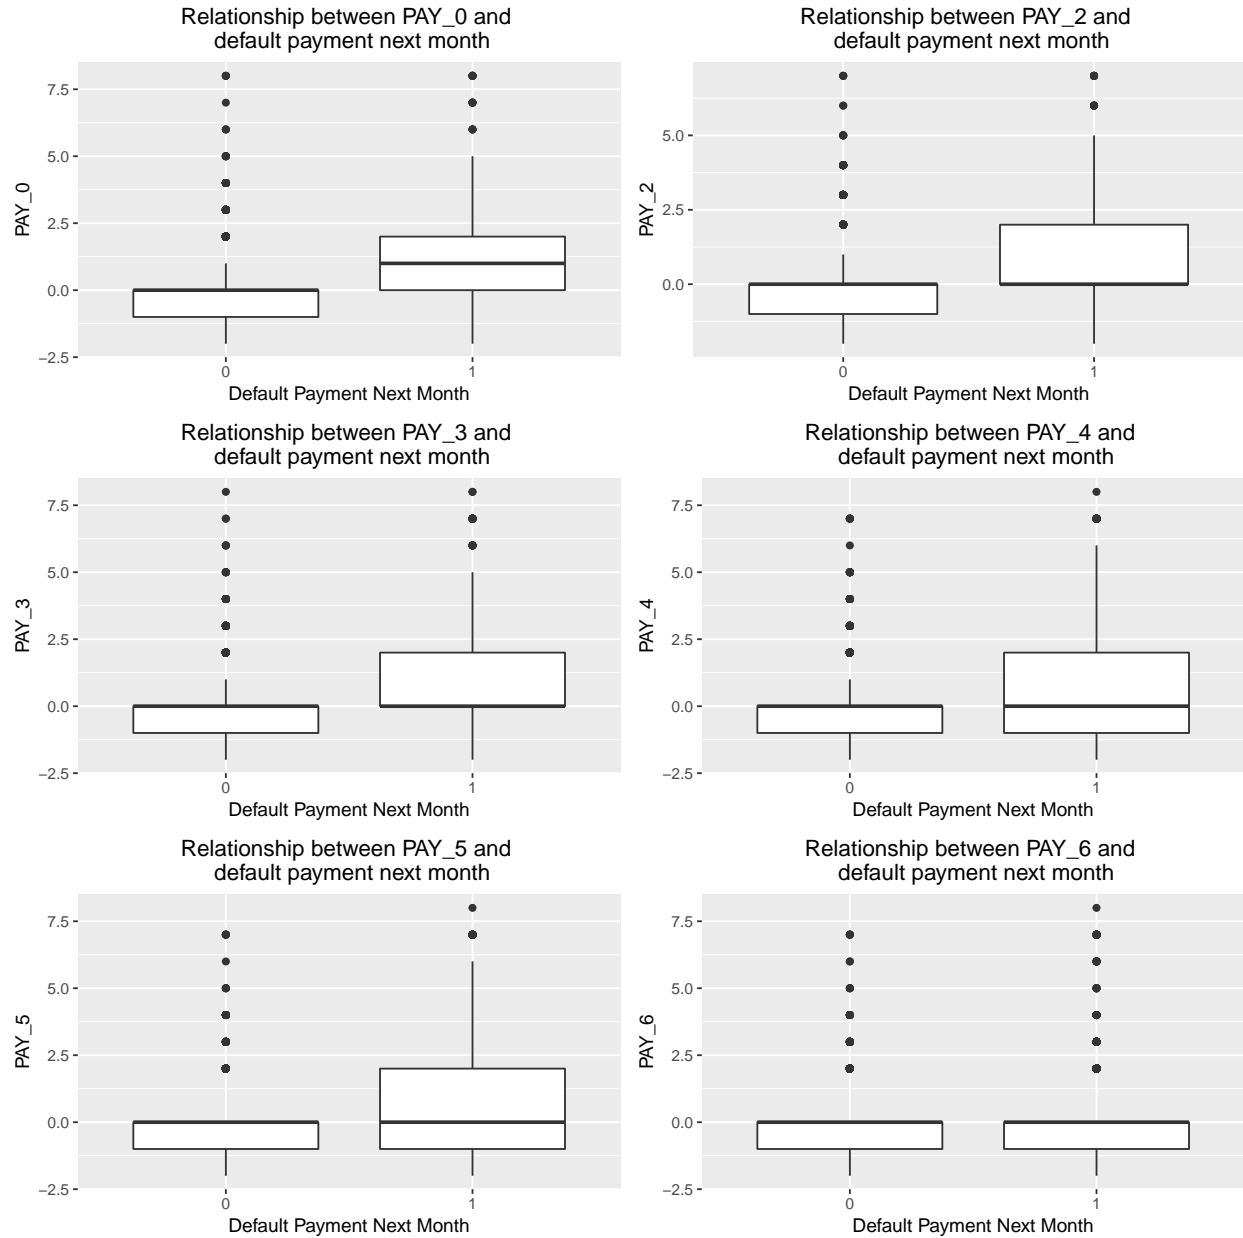 Relationship between PAY_0 and
default payment next month
7.5
5.0
2.5
0.0
−2.5
PAY_0
0
1
Default Payment Next Month
Relationship between PAY_2 and
default payment next month
5.0
2.5
0.0
PAY_2
0
1
Default Payment Next Month
Relationship between PAY_3 and
default payment next month
7.5
5.0
2.5
0.0
−2.5
PAY_3
0
1
Default Payment Next Month
Relationship between PAY_4 and
default payment next month
7.5
5.0
2.5
0.0
−2.5
PAY_4
0
1
Default Payment Next Month
Relationship between PAY_5 and
default payment next month
7.5
5.0
2.5
0.0
−2.5
PAY_5
0
1
Default Payment Next Month
Relationship between PAY_6 and
default payment next month
7.5
5.0
2.5
0.0
−2.5
PAY_6
0
1
Default Payment Next Month